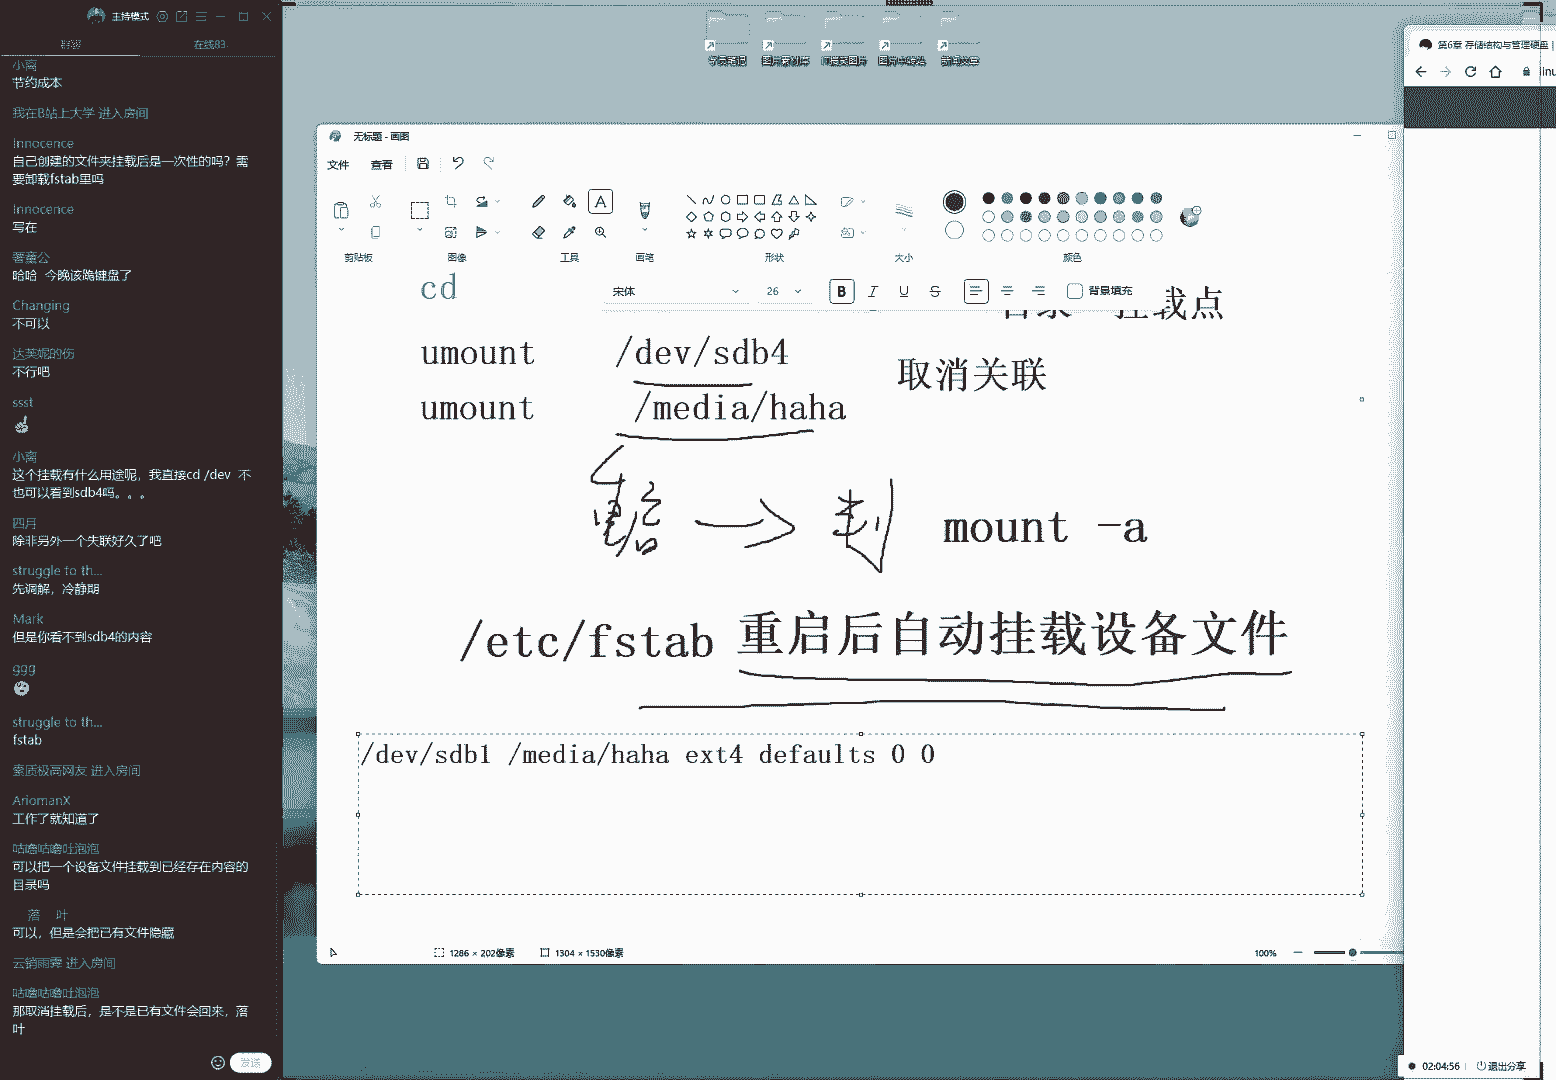 主持模式
在线83
小离
节约成本
我在B站上大学 进入房间
Innocence
自己创建的文件夹挂载后是一次性的吗？需
要卸载fstab里吗
Innocence
写在
哈哈 今晚该跪键盘了
Changing
不可以
达芙妮的伤
不行吧
ssst
小离
这个挂载有什么用途呢，我直接cd /dev 不
也可以看到sdb4吗。。。
四月
除非另外一个失联好久了吧
struggle to th...
先调解，冷静期
Mark
但是你看不到sdb4的内容
ggg
struggle to th...
fstab
素质极高网友 进入房间
AriomanX
工作了就知道了
咕噜咕噜吐泡泡
可以把一个设备文件挂载到已经存在内容的
目录吗
落 叶
可以，但是会把已有文件隐藏
云销雨霁 进入房间
咕噜咕噜吐泡泡
那取消挂载后，是不是已有文件会回来，落
叶
发送
无标题 - 画图
文件 查看
剪贴板 图像 工具 画笔 形状 大小 颜色
宋体 26 B I U S 背景填充
cd
目录 挂载点
umount /dev/sdb4
取消关联
umount /media/haha
mount -a
/etc/fstab 重启后自动挂载设备文件
/dev/sdb1 /media/haha ext4 defaults 0 0
1286 × 202像素 1304 × 1530像素 100%
第6章 存储结构与管理硬盘 |
linu
02:04:56 退出分享